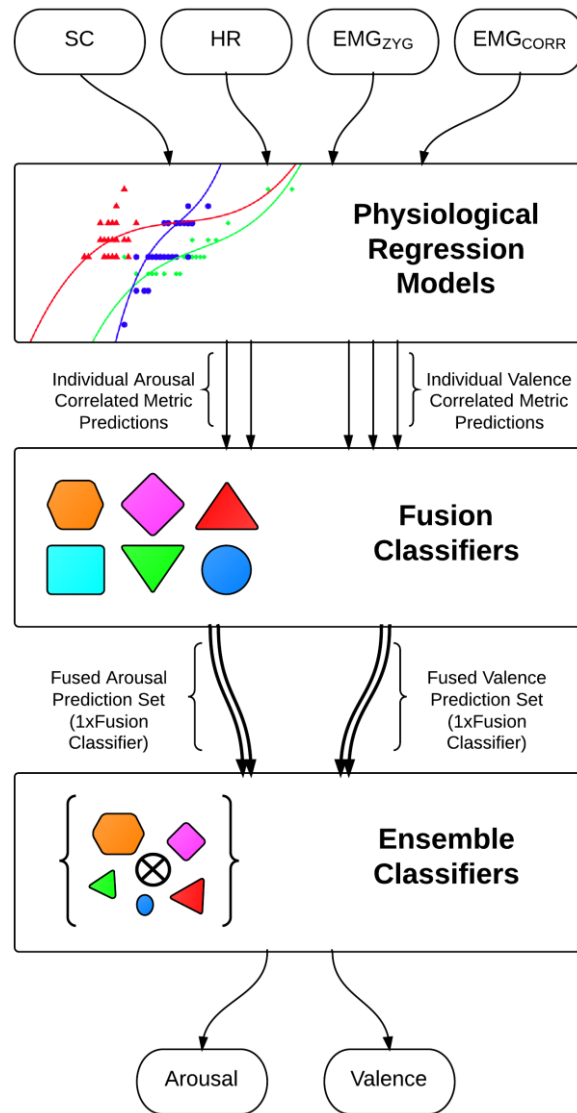 SC
HR
EMGZYG
EMGCORR
Physiological
Regression
Models
Individual Arousal
Correlated Metric
Predictions
Individual Valence
Correlated Metric
Predictions
Fusion
Classifiers
Fused Arousal
Prediction Set
(1xFusion
Classifier)
Fused Valence
Prediction Set
(1xFusion
Classifier)
Ensemble
Classifiers
Arousal
Valence